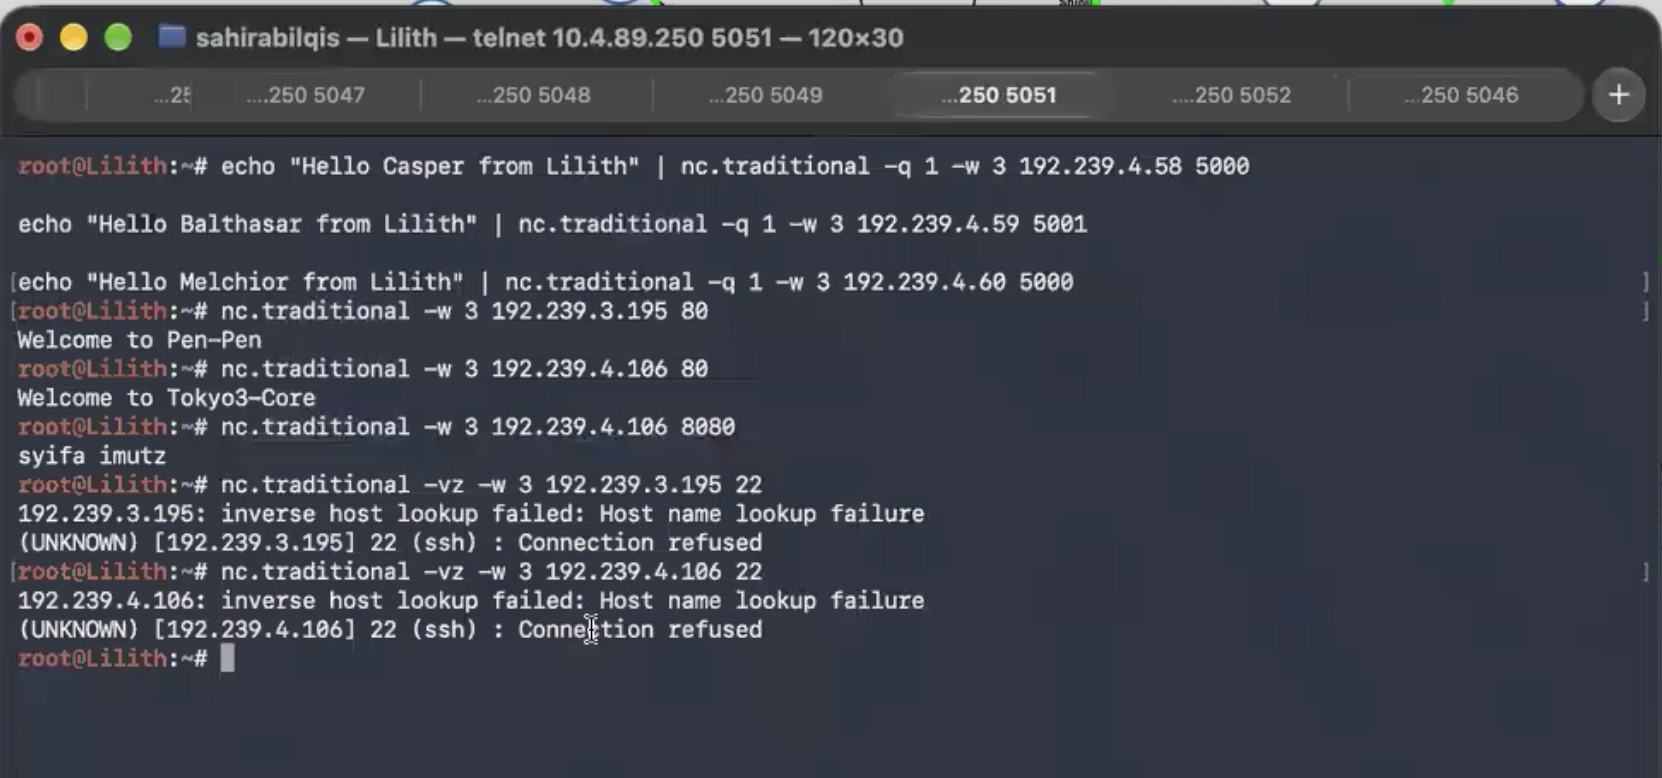 sahirabilqis — Lilith — telnet 10.4.89.250 5051 — 120×30
...25 ....250 5047 ...250 5048 ...250 5049 ...250 5051 ....250 5052 ...250 5046 +
root@Lilith:~# echo "Hello Casper from Lilith" | nc.traditional -q 1 -w 3 192.239.4.58 5000
echo "Hello Balthasar from Lilith" | nc.traditional -q 1 -w 3 192.239.4.59 5001
[echo "Hello Melchior from Lilith" | nc.traditional -q 1 -w 3 192.239.4.60 5000 ]
[root@Lilith:~# nc.traditional -w 3 192.239.3.195 80 ]
Welcome to Pen-Pen
root@Lilith:~# nc.traditional -w 3 192.239.4.106 80
Welcome to Tokyo3-Core
root@Lilith:~# nc.traditional -w 3 192.239.4.106 8080
syifa imutz
root@Lilith:~# nc.traditional -vz -w 3 192.239.3.195 22
192.239.3.195: inverse host lookup failed: Host name lookup failure
(UNKNOWN) [192.239.3.195] 22 (ssh) : Connection refused
[root@Lilith:~# nc.traditional -vz -w 3 192.239.4.106 22 ]
192.239.4.106: inverse host lookup failed: Host name lookup failure
(UNKNOWN) [192.239.4.106] 22 (ssh) : Connection refused
root@Lilith:~#